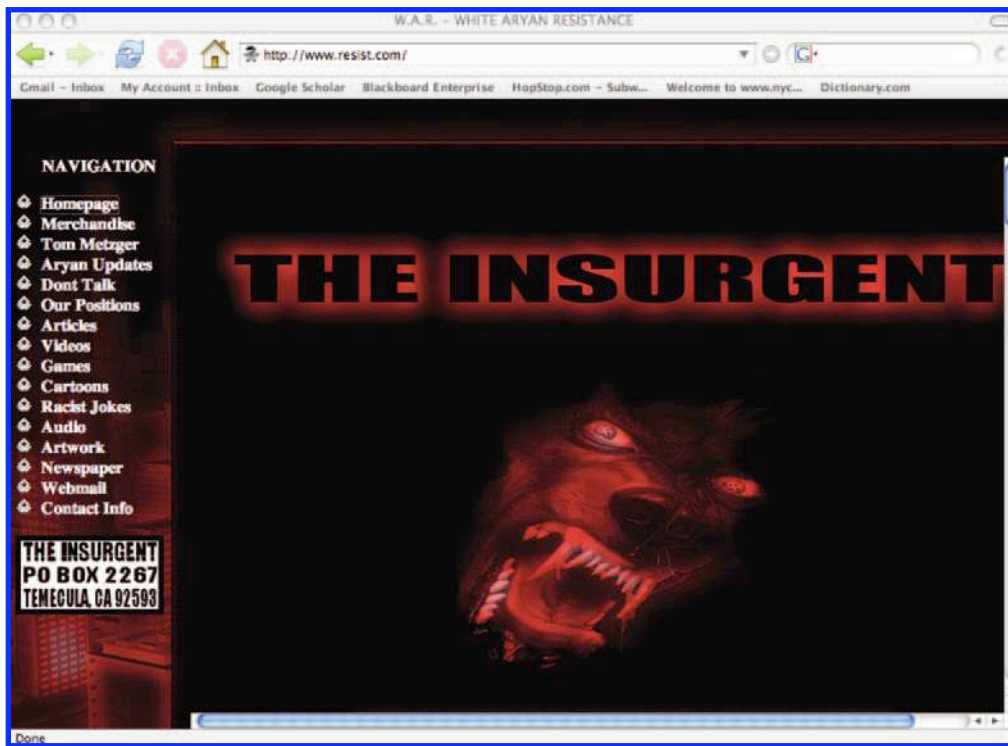 W.A.R. – WHITE ARYAN RESISTANCE
http://www.resist.com/
G
Gmail – Inbox My Account :: Inbox Google Scholar Blackboard Enterprise HopStop.com – Subw... Welcome to www.nyc... Dictionary.com
NAVIGATION
Homepage
Merchandise
Tom Metzger
Aryan Updates
Dont Talk
Our Positions
Articles
Videos
Games
Cartoons
Racist Jokes
Audio
Artwork
Newspaper
Webmail
Contact Info
THE INSURGENT
PO BOX 2267
TEMECULA, CA 92593
THE INSURGENT
Done